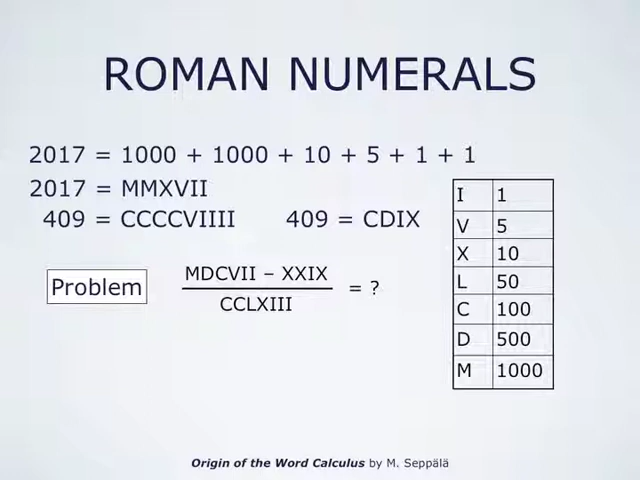 ROMAN NUMERALS
2017 = 1000 + 1000 + 10 + 5 + 1 + 1
2017 = MMXVII
409 = CCCCVIIII 409 = CDIX
Problem
MDCVII – XXIX
CCLXIII
= ?
I 1
V 5
X 10
L 50
C 100
D 500
M 1000
Origin of the Word Calculus by M. Seppälä